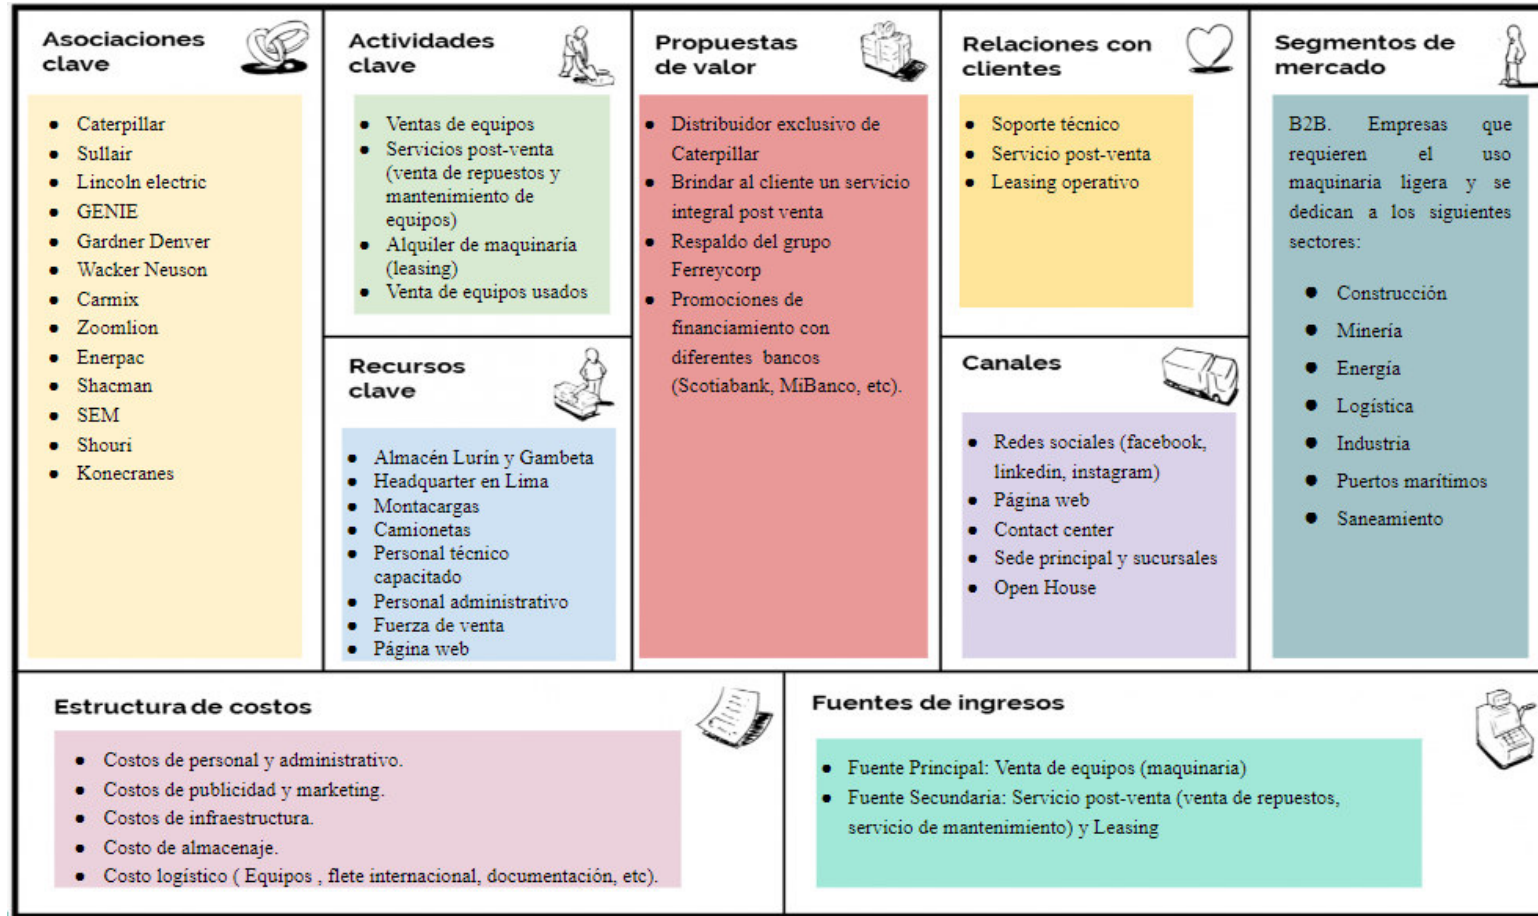 Asociaciones
clave
● Caterpillar
● Sullair
● Lincoln electric
● GENIE
● Gardner Denver
● Wacker Neuson
● Carmix
● Zoomlion
● Enerpac
● Shacman
● SEM
● Shouri
● Konecranes
Actividades
clave
● Ventas de equipos
● Servicios post-venta
(venta de repuestos y
mantenimiento de
equipos)
● Alquiler de maquinaría
(leasing)
● Venta de equipos usados
Recursos
clave
● Almacén Lurín y Gambeta
● Headquarter en Lima
● Montacargas
● Camionetas
● Personal técnico
capacitado
● Personal administrativo
● Fuerza de venta
● Página web
Propuestas
de valor
● Distribuidor exclusivo de
Caterpillar
● Brindar al cliente un servicio
integral post venta
● Respaldo del grupo
Ferreycorp
● Promociones de
financiamiento con
diferentes bancos
(Scotiabank, MiBanco, etc).
Relaciones con
clientes
● Soporte técnico
● Servicio post-venta
● Leasing operativo
Canales
● Redes sociales (facebook,
linkedin, instagram)
● Página web
● Contact center
● Sede principal y sucursales
● Open House
Segmentos de
mercado
B2B. Empresas que
requieren el uso
maquinaria ligera y se
dedican a los siguientes
sectores:
● Construcción
● Minería
● Energía
● Logística
● Industria
● Puertos marítimos
● Saneamiento
Estructura de costos
● Costos de personal y administrativo.
● Costos de publicidad y marketing.
● Costos de infraestructura.
● Costo de almacenaje.
● Costo logístico ( Equipos , flete internacional, documentación, etc).
Fuentes de ingresos
● Fuente Principal: Venta de equipos (maquinaria)
● Fuente Secundaria: Servicio post-venta (venta de repuestos,
servicio de mantenimiento) y Leasing